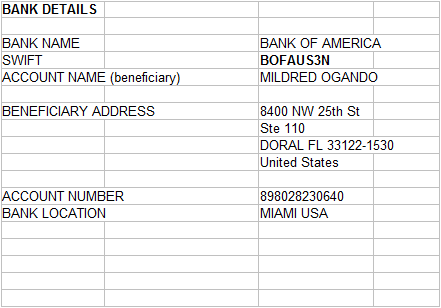 BANK DETAILS
BANK NAME BANK OF AMERICA
SWIFT BOFAUS3N
ACCOUNT NAME (beneficiary) MILDRED OGANDO
BENEFICIARY ADDRESS 8400 NW 25th St
Ste 110
DORAL FL 33122-1530
United States
ACCOUNT NUMBER 898028230640
BANK LOCATION MIAMI USA